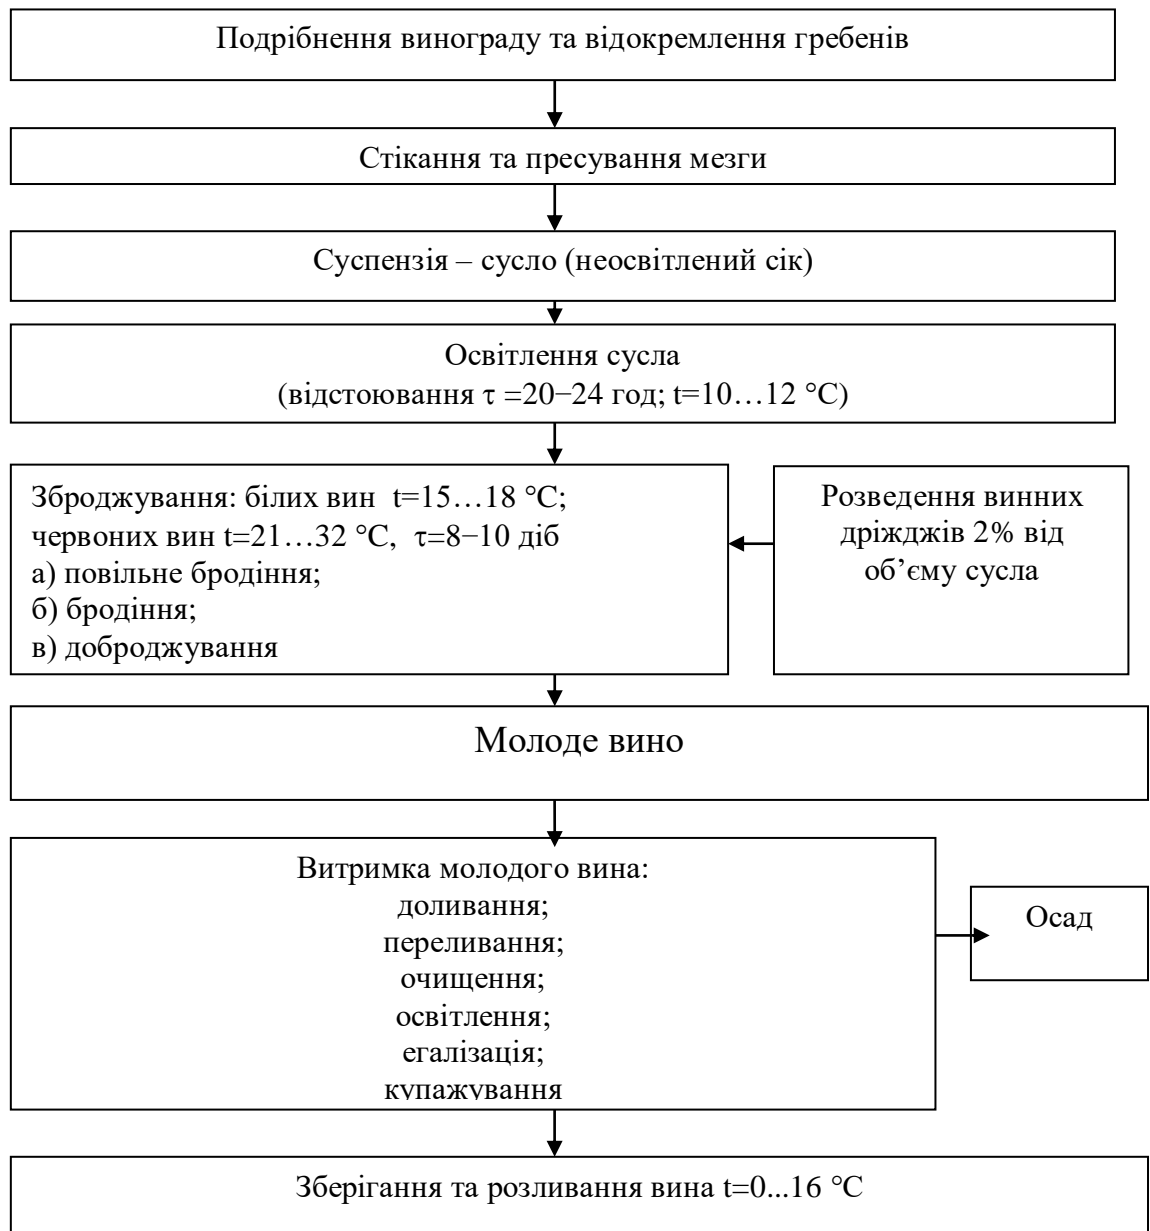 Подрібнення винограду та відокремлення гребенів
Стікання та пресування мезги
Суспензія – сусло (неосвітлений сік)
Освітлення сусла
(відстоювання τ =20−24 год; t=10…12 °С)
Зброджування: білих вин t=15…18 °С;
червоних вин t=21…32 °С, τ=8−10 діб
а) повільне бродіння;
б) бродіння;
в) доброджування
Розведення винних
дріжджів 2% від
об’єму сусла
Молоде вино
Витримка молодого вина:
доливання;
переливання;
очищення;
освітлення;
егалізація;
купажування
Осад
Зберігання та розливання вина t=0...16 °С